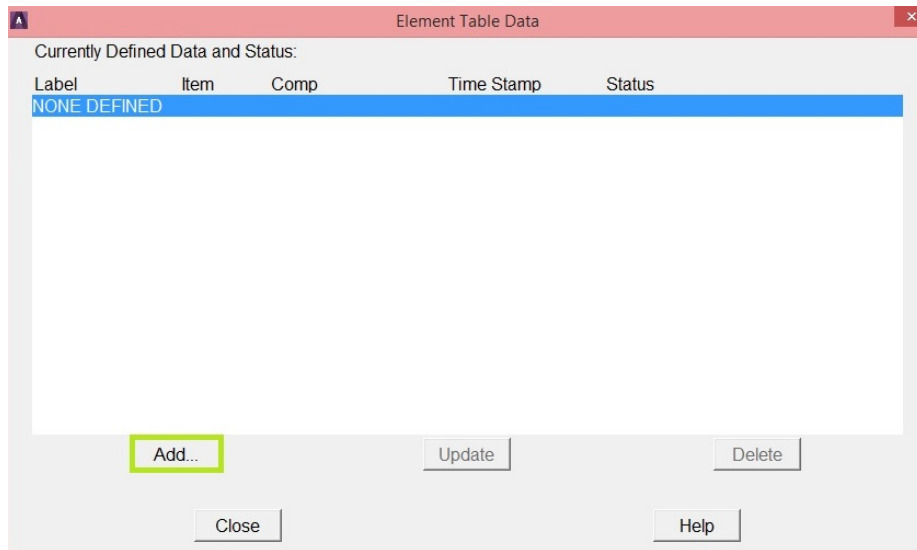 Element Table Data
Currently Defined Data and Status:
Label Item Comp Time Stamp Status
NONE DEFINED
Add... Update Delete
Close Help